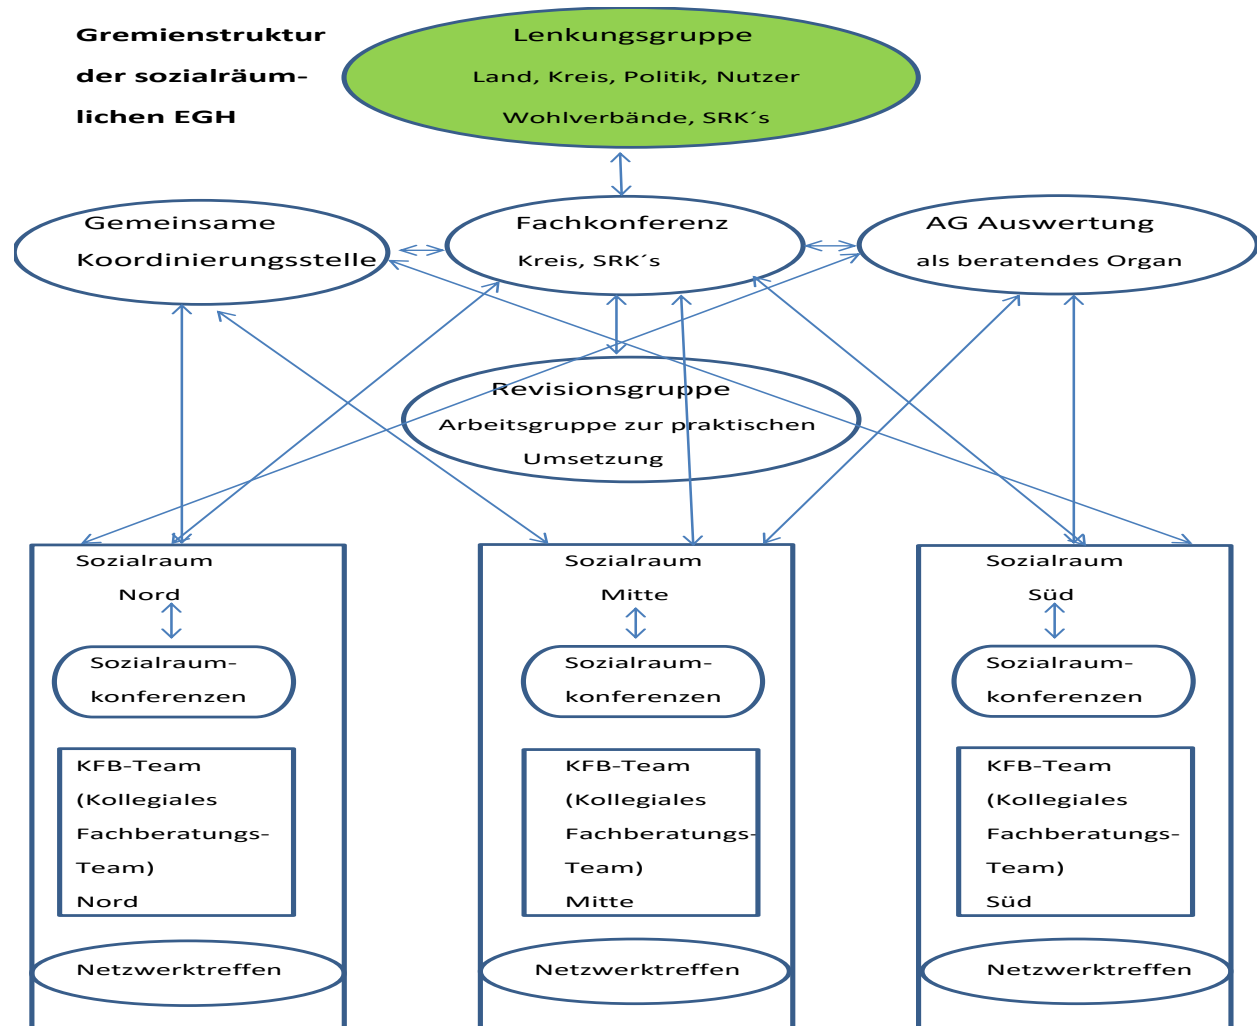 Gremienstruktur
der sozialräum-
lichen EGH
Lenkungsgruppe
Land, Kreis, Politik, Nutzer
Wohlverbände, SRK´s
Gemeinsame
Koordinierungsstelle
Fachkonferenz
Kreis, SRK´s
AG Auswertung
als beratendes Organ
Revisionsgruppe
Arbeitsgruppe zur praktischen
Umsetzung
Sozialraum
Nord
Sozialraum-
konferenzen
KFB-Team
(Kollegiales
Fachberatungs-
Team)
Nord
Netzwerktreffen
Sozialraum
Mitte
Sozialraum-
konferenzen
KFB-Team
(Kollegiales
Fachberatungs-
Team)
Mitte
Netzwerktreffen
Sozialraum
Süd
Sozialraum-
konferenzen
KFB-Team
(Kollegiales
Fachberatungs-
Team)
Süd
Netzwerktreffen